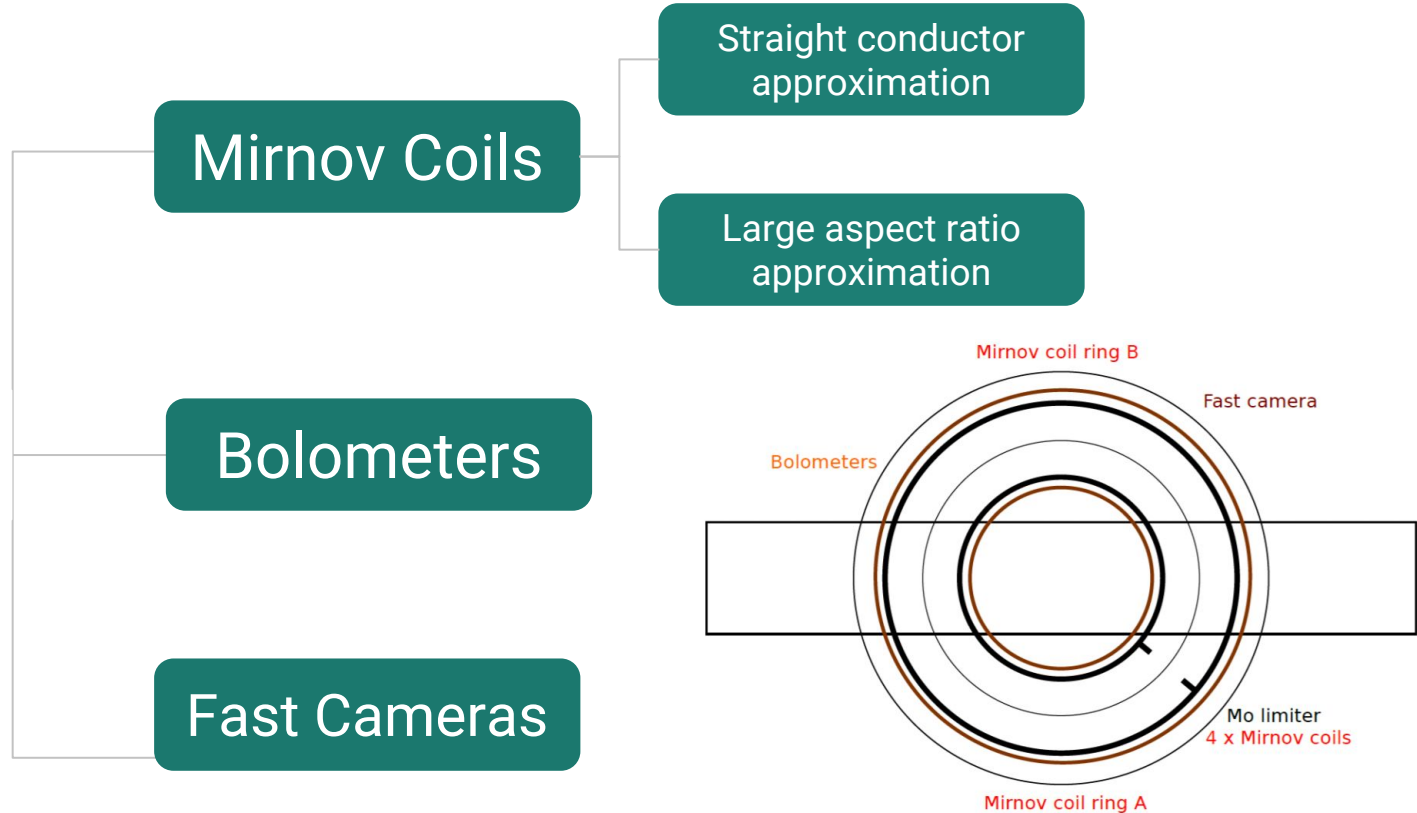 Straight conductor
approximation
Mirnov Coils
Large aspect ratio
approximation
Bolometers
Fast Cameras
Mirnov coil ring B
Fast camera
Bolometers
Mo limiter
4 x Mirnov coils
Mirnov coil ring A